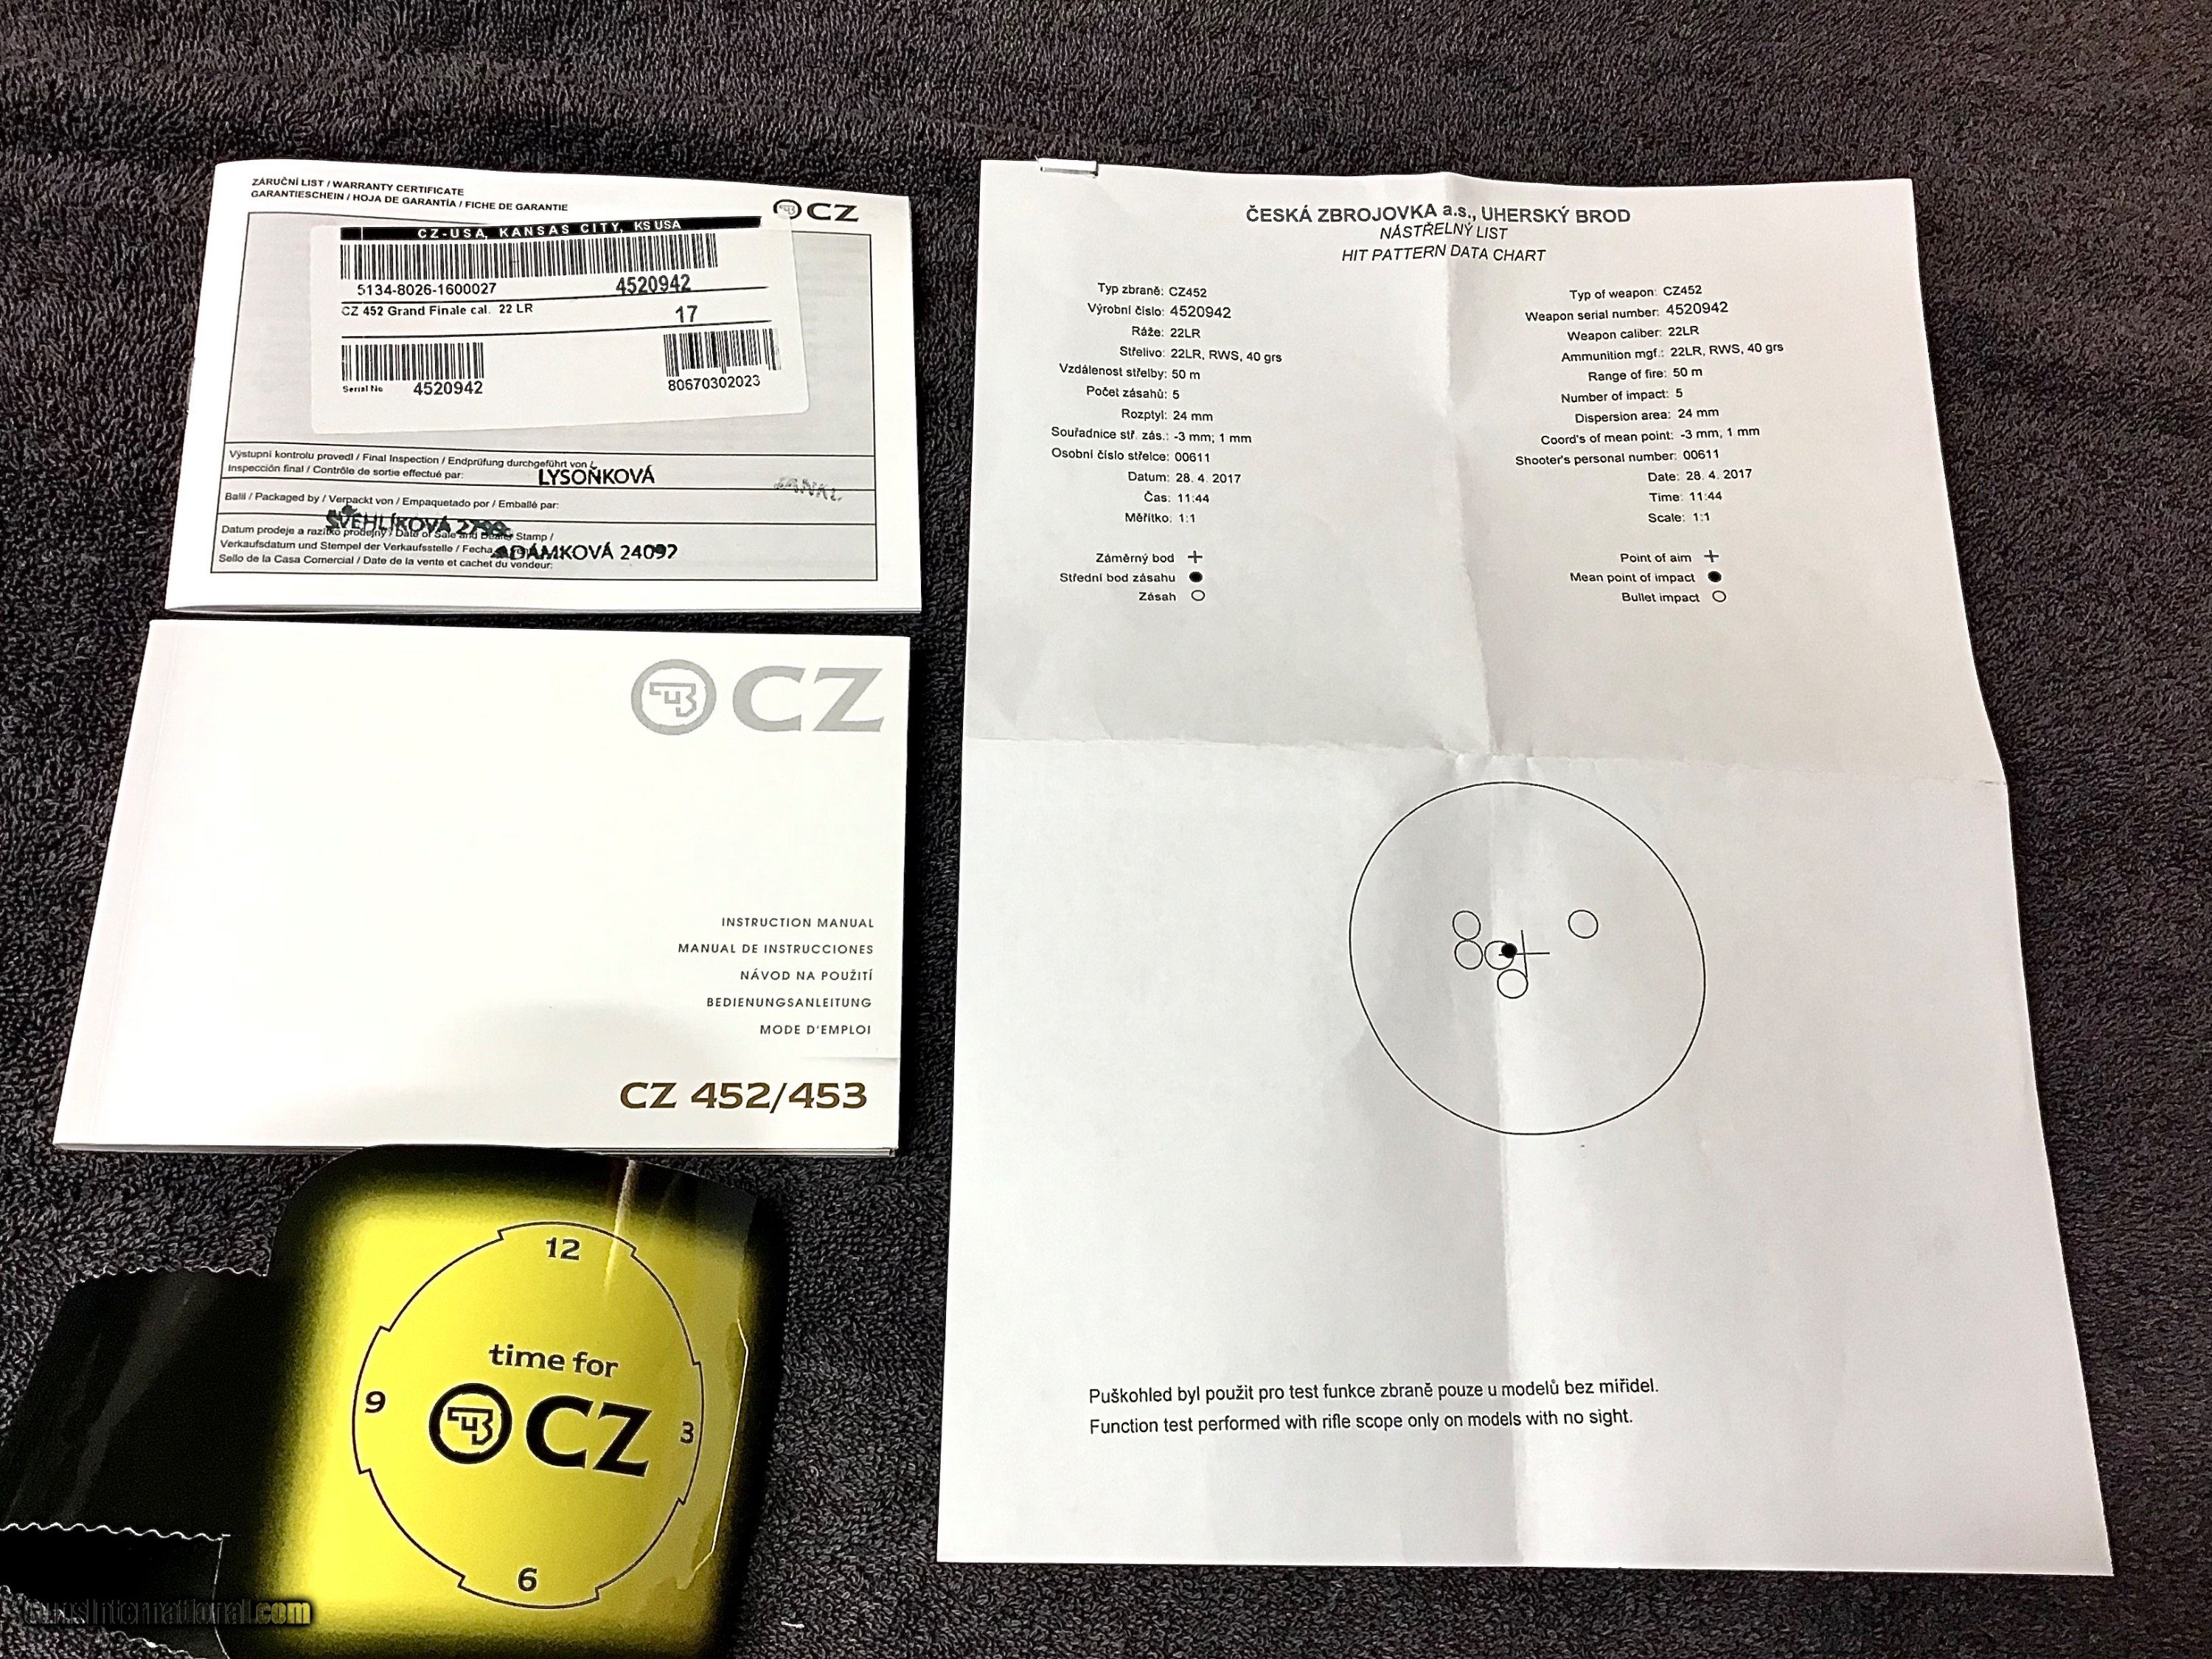 ZÁRUČNÍ LIST / WARRANTY CERTIFICATE
GARANTIESCHEIN / HOJA DE GARANTÍA / FICHE DE GARANTIE
CZ
CZ-USA, KANSAS CITY, KS USA
5134-8026-1600027 4520942
CZ 452 Grand Finale cal. 22 LR 17
Serial No 4520942 80670302023
Výstupní kontrolu provedl / Final Inspection / Endprüfung durchgeführt von
Inspección final / Contrôle de sortie effectué par: LYSOŇKOVÁ
Balil / Packaged by / Verpackt von / Empaquetado por / Emballé par:
ŠVEHLÍKOVÁ
Datum prodeje a razítko prodejny / Date of Sale and Dealer Stamp /
Verkaufsdatum und Stempel der Verkaufsstelle / Fecha ADÁMKOVÁ 24092
Sello de la Casa Comercial / Date de la vente et cachet du vendeur:
CZ
INSTRUCTION MANUAL
MANUAL DE INSTRUCCIONES
NÁVOD NA POUŽITÍ
BEDIENUNGSANLEITUNG
MODE D'EMPLOI
CZ 452/453
12
time for
CZ
9
3
6
ČESKÁ ZBROJOVKA a.s., UHERSKÝ BROD
NÁSTŘELNÝ LIST
HIT PATTERN DATA CHART
Typ zbraně: CZ452
Výrobní číslo: 4520942
Ráže: 22LR
Střelivo: 22LR, RWS, 40 grs
Vzdálenost střelby: 50 m
Počet zásahů: 5
Rozptyl: 24 mm
Souřadnice stř. zás.: -3 mm; 1 mm
Osobní číslo střelce: 00611
Datum: 28. 4. 2017
Čas: 11:44
Měřítko: 1:1
Záměrný bod
Střední bod zásahu
Zásah
Typ of weapon: CZ452
Weapon serial number: 4520942
Weapon caliber: 22LR
Ammunition mgf.: 22LR, RWS, 40 grs
Range of fire: 50 m
Number of impact: 5
Dispersion area: 24 mm
Coord's of mean point: -3 mm, 1 mm
Shooter's personal number: 00611
Date: 28. 4. 2017
Time: 11:44
Scale: 1:1
Point of aim
Mean point of impact
Bullet impact
Puškohled byl použit pro test funkce zbraně pouze u modelů bez mířidel.
Function test performed with rifle scope only on models with no sight.
GunsInternational.com